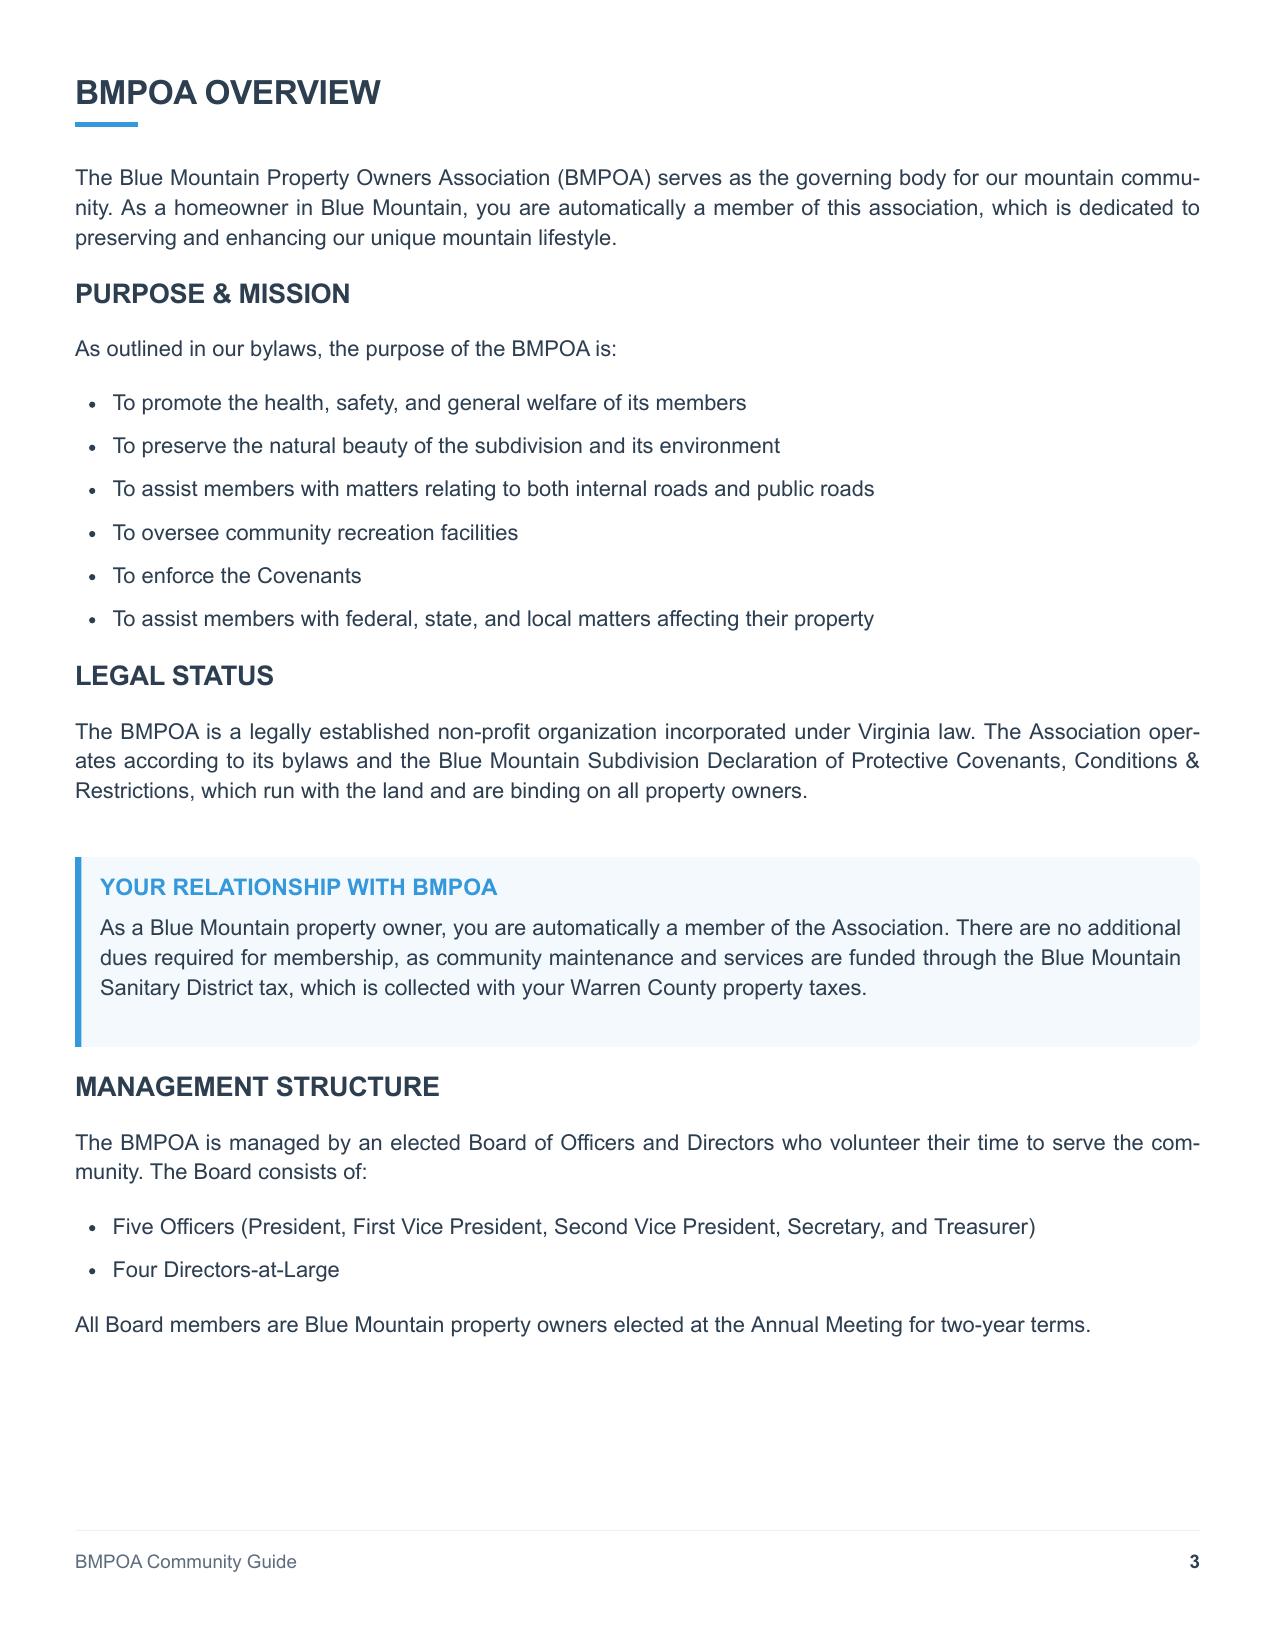 BMPOA OVERVIEW
The Blue Mountain Property Owners Association (BMPOA) serves as the governing body for our mountain commu-
nity. As a homeowner in Blue Mountain, you are automatically a member of this association, which is dedicated to
preserving and enhancing our unique mountain lifestyle.
PURPOSE & MISSION
As outlined in our bylaws, the purpose of the BMPOA is:
• To promote the health, safety, and general welfare of its members
• To preserve the natural beauty of the subdivision and its environment
• To assist members with matters relating to both internal roads and public roads
• To oversee community recreation facilities
• To enforce the Covenants
• To assist members with federal, state, and local matters affecting their property
LEGAL STATUS
The BMPOA is a legally established non-profit organization incorporated under Virginia law. The Association oper-
ates according to its bylaws and the Blue Mountain Subdivision Declaration of Protective Covenants, Conditions &
Restrictions, which run with the land and are binding on all property owners.
YOUR RELATIONSHIP WITH BMPOA
As a Blue Mountain property owner, you are automatically a member of the Association. There are no additional
dues required for membership, as community maintenance and services are funded through the Blue Mountain
Sanitary District tax, which is collected with your Warren County property taxes.
MANAGEMENT STRUCTURE
The BMPOA is managed by an elected Board of Officers and Directors who volunteer their time to serve the com-
munity. The Board consists of:
• Five Officers (President, First Vice President, Second Vice President, Secretary, and Treasurer)
• Four Directors-at-Large
All Board members are Blue Mountain property owners elected at the Annual Meeting for two-year terms.
BMPOA Community Guide 3